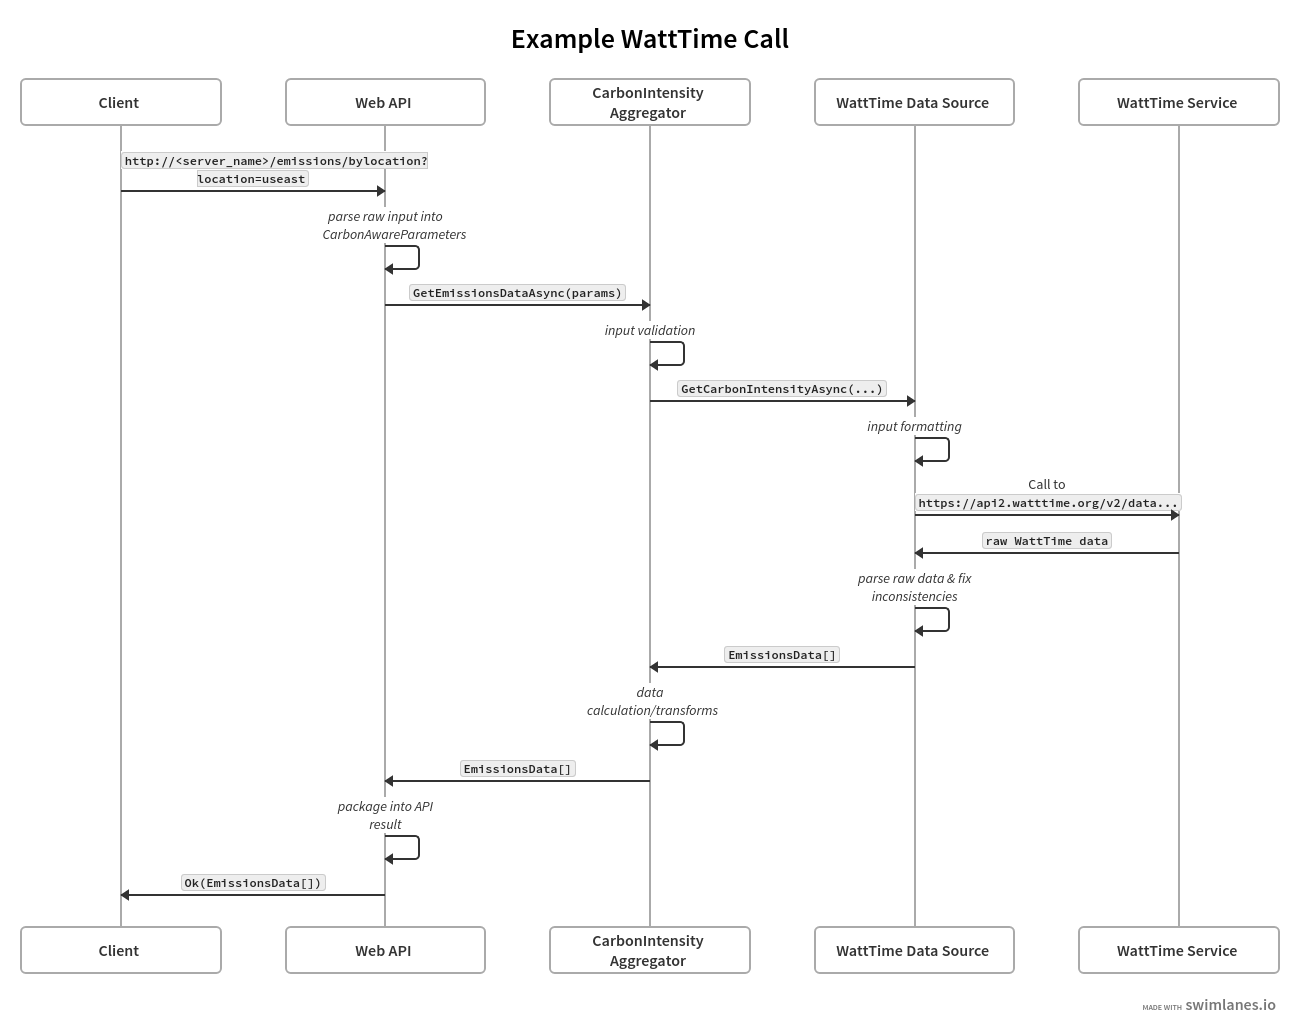 Example WattTime Call
Client
Web API
CarbonIntensity
Aggregator
WattTime Data Source
WattTime Service
http://<server_name>/emissions/bylocation?
location=useast
parse raw input into
CarbonAwareParameters
GetEmissionsDataAsync(params)
input validation
GetCarbonIntensityAsync(...)
input formatting
Call to
https://api2.watttime.org/v2/data...
raw WattTime data
parse raw data & fix
inconsistencies
EmissionsData[]
data
calculation/transforms
EmissionsData[]
package into API
result
Ok(EmissionsData[])
Client
Web API
CarbonIntensity
Aggregator
WattTime Data Source
WattTime Service
MADE WITH swimlanes.io